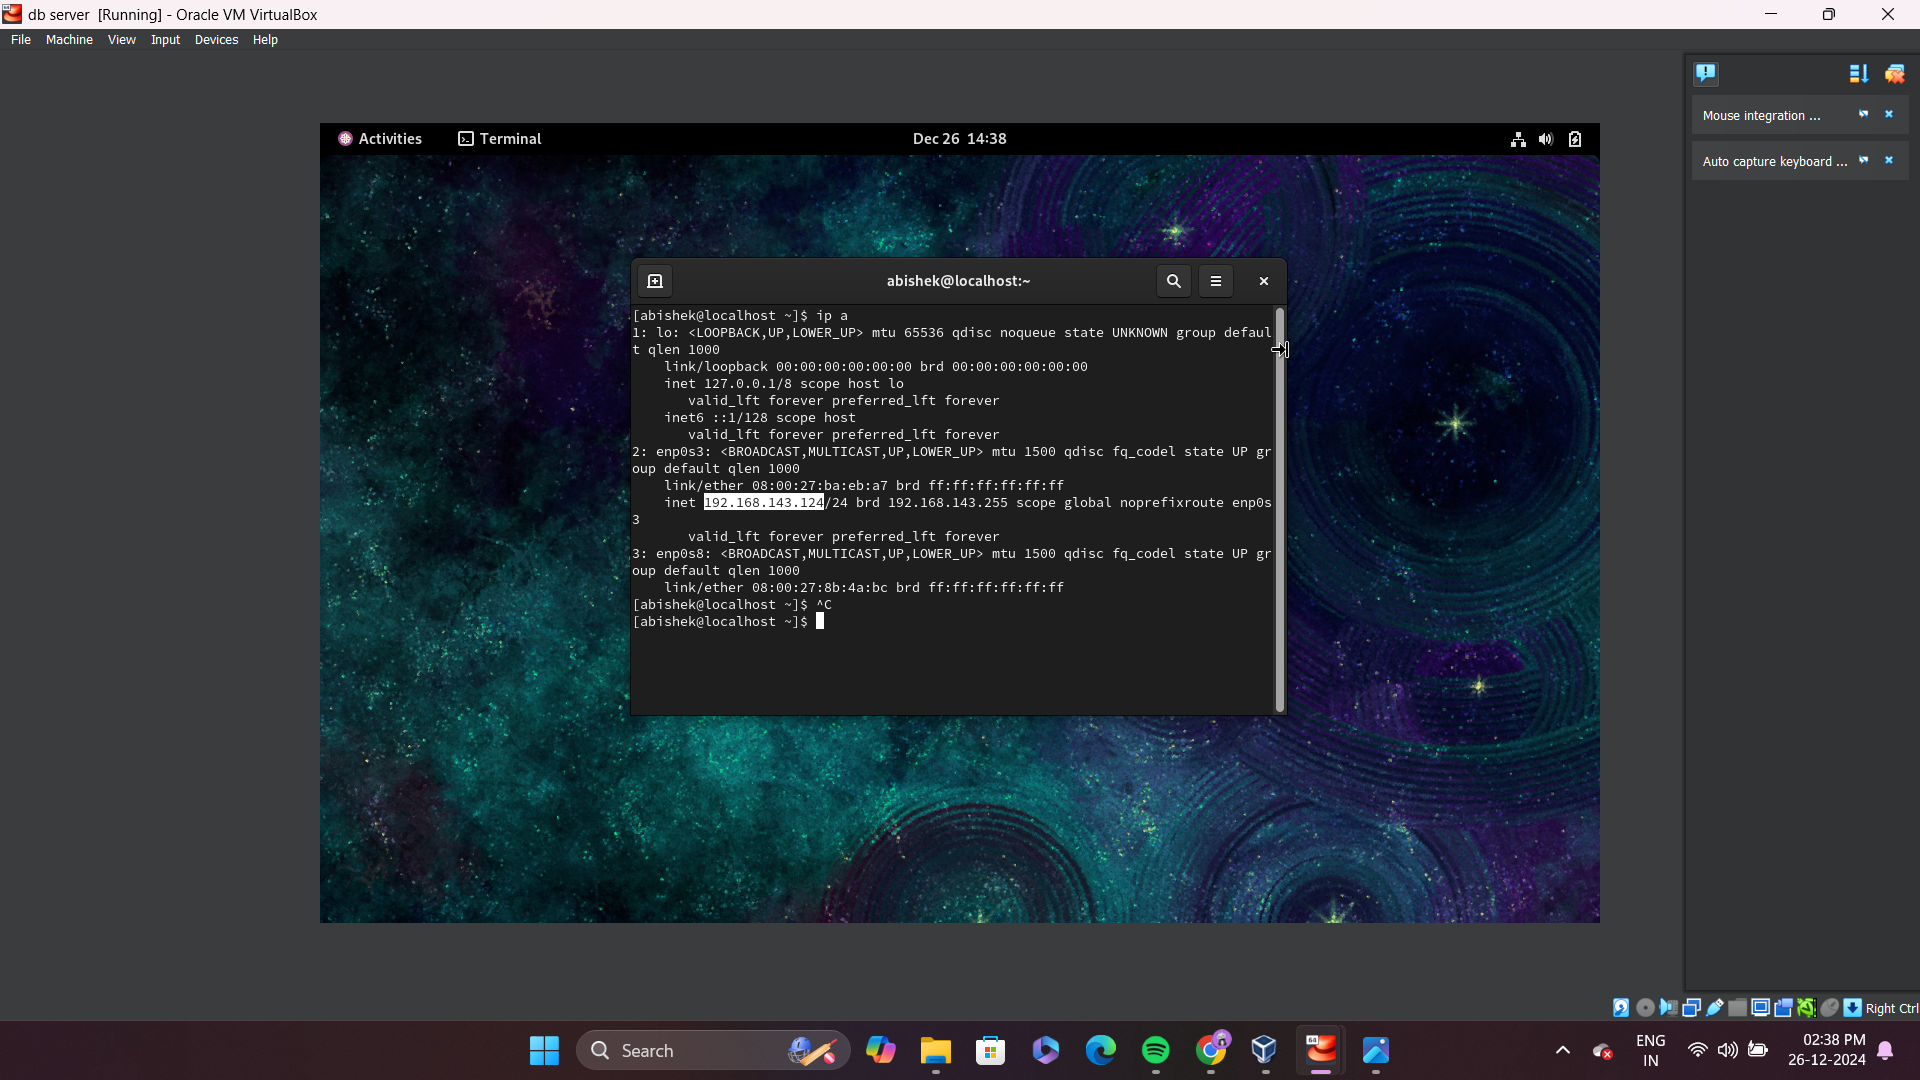 db server [Running] - Oracle VM VirtualBox
File Machine View Input Devices Help
Mouse integration ...
Auto capture keyboard ...
Activities Terminal Dec 26 14:38
abishek@localhost:~
[abishek@localhost ~]$ ip a
1: lo: <LOOPBACK,UP,LOWER_UP> mtu 65536 qdisc noqueue state UNKNOWN group defaul
t qlen 1000
link/loopback 00:00:00:00:00:00 brd 00:00:00:00:00:00
inet 127.0.0.1/8 scope host lo
valid_lft forever preferred_lft forever
inet6 ::1/128 scope host
valid_lft forever preferred_lft forever
2: enp0s3: <BROADCAST,MULTICAST,UP,LOWER_UP> mtu 1500 qdisc fq_codel state UP gr
oup default qlen 1000
link/ether 08:00:27:ba:eb:a7 brd ff:ff:ff:ff:ff:ff
inet 192.168.143.124/24 brd 192.168.143.255 scope global noprefixroute enp0s
3
valid_lft forever preferred_lft forever
3: enp0s8: <BROADCAST,MULTICAST,UP,LOWER_UP> mtu 1500 qdisc fq_codel state UP gr
oup default qlen 1000
link/ether 08:00:27:8b:4a:bc brd ff:ff:ff:ff:ff:ff
[abishek@localhost ~]$ ^C
[abishek@localhost ~]$
Right Ctrl
Search
ENG
IN
02:38 PM
26-12-2024